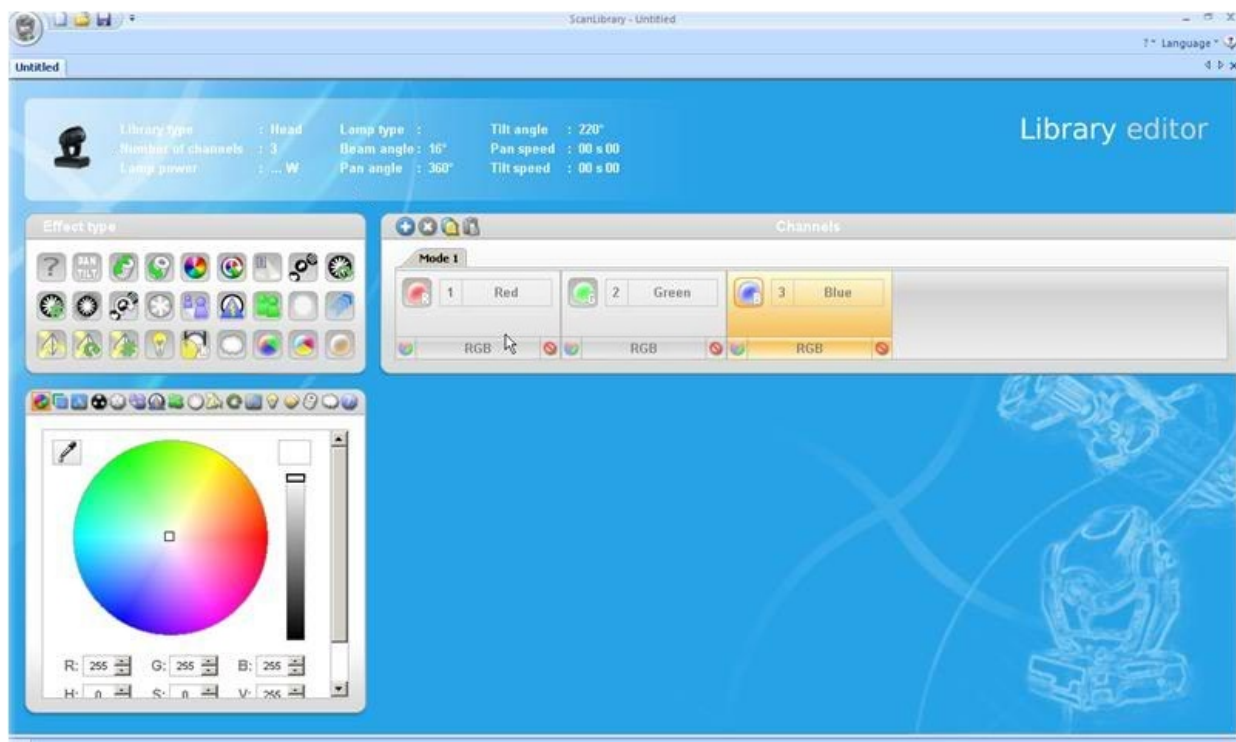 ScanLibrary - Untitled
? Language
Untitled
Library editor
Library type : Head
Number of channels : 3
Lamp power : ... W
Lamp type :
Beam angle : 16°
Pan angle : 360°
Tilt angle : 220°
Pan speed : 00 s 00
Tilt speed : 00 s 00
Effect type
?
PAN
TILT
Channels
Mode 1
R 1 Red
G 2 Green
B 3 Blue
RGB
RGB
RGB
R: 255 G: 255 B: 255
H: 0 S: 0 V: 255